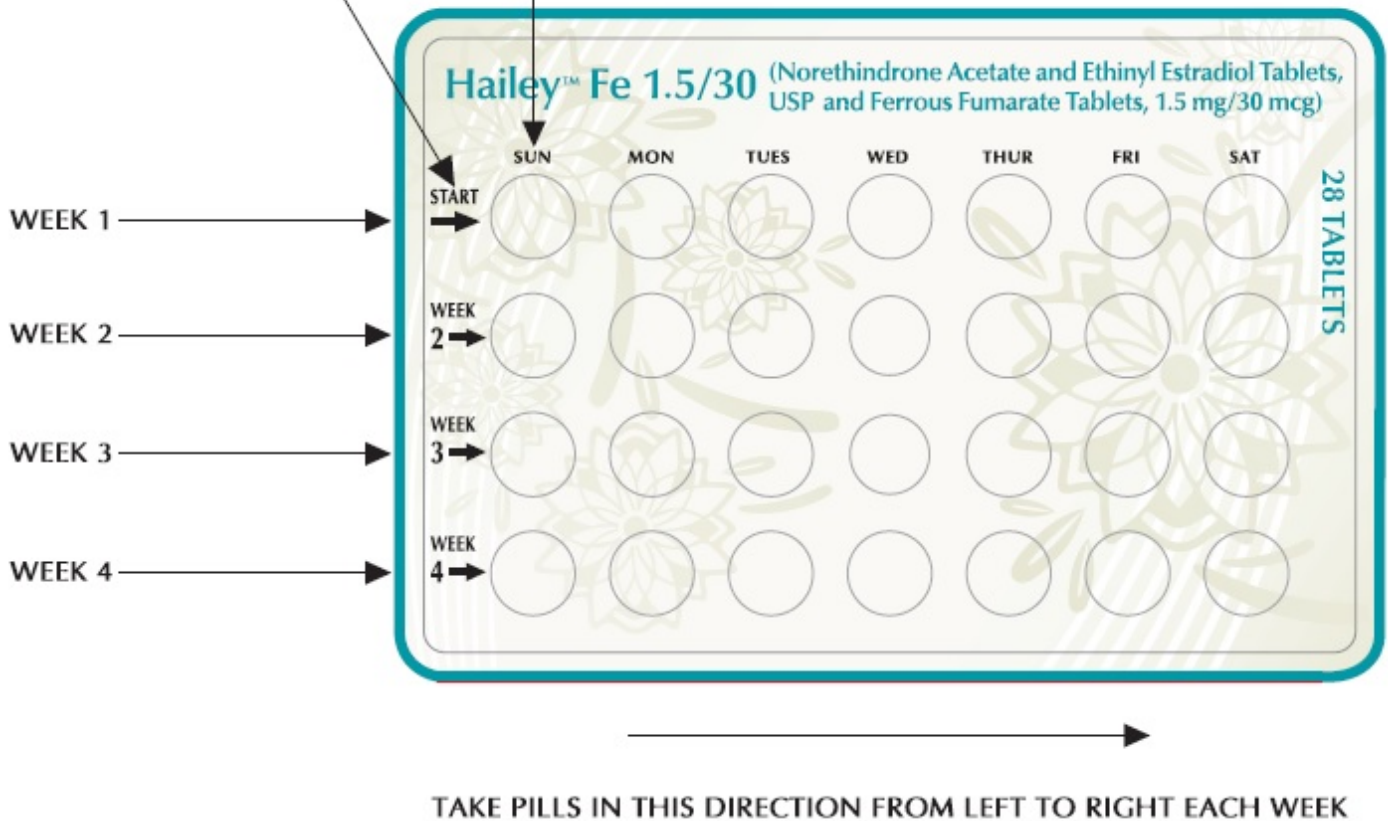 Hailey™ Fe 1.5/30 (Norethindrone Acetate and Ethinyl Estradiol Tablets,
USP and Ferrous Fumarate Tablets, 1.5 mg/30 mcg)
SUN MON TUES WED THUR FRI SAT
START
WEEK 1
28 TABLETS
WEEK
WEEK 2 2
WEEK
WEEK 3 3
WEEK
WEEK 4 4
TAKE PILLS IN THIS DIRECTION FROM LEFT TO RIGHT EACH WEEK